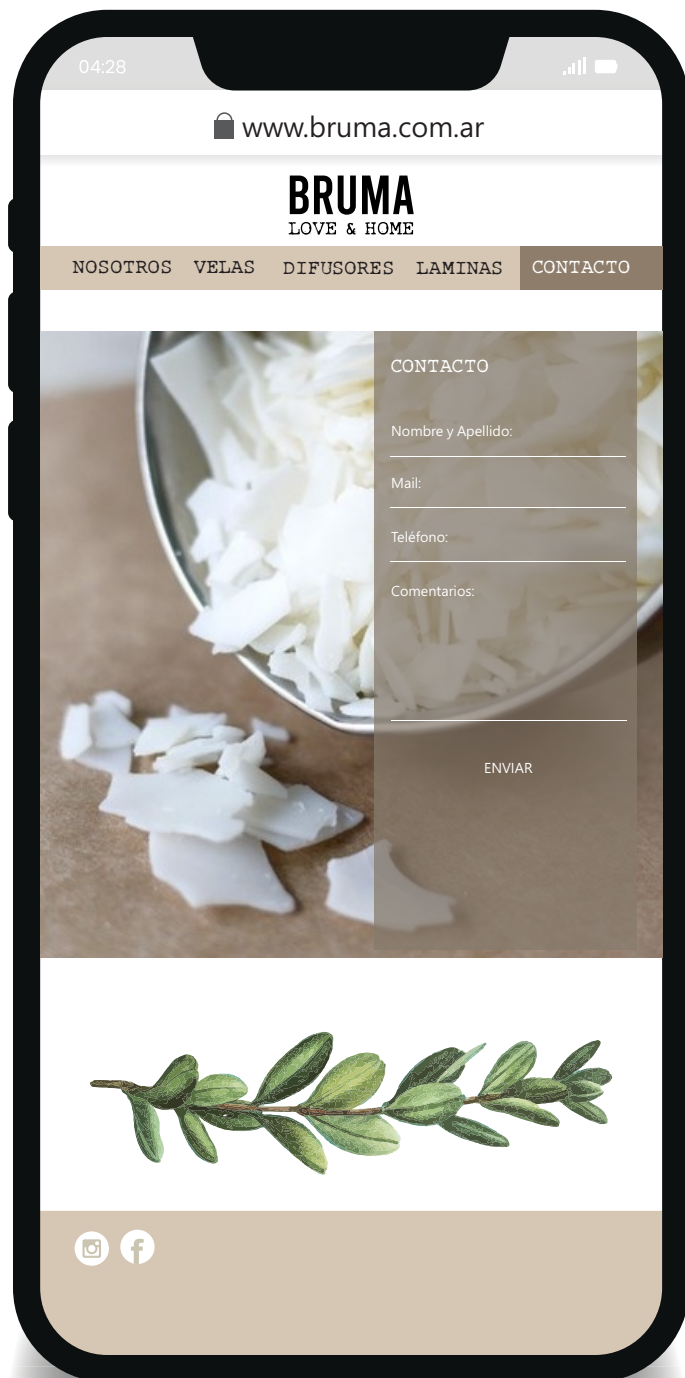 04:28
www.bruma.com.ar
BRUMA
LOVE & HOME
NOSOTROS VELAS DIFUSORES LAMINAS CONTACTO
CONTACTO
Nombre y Apellido:
Mail:
Teléfono:
Comentarios:
ENVIAR